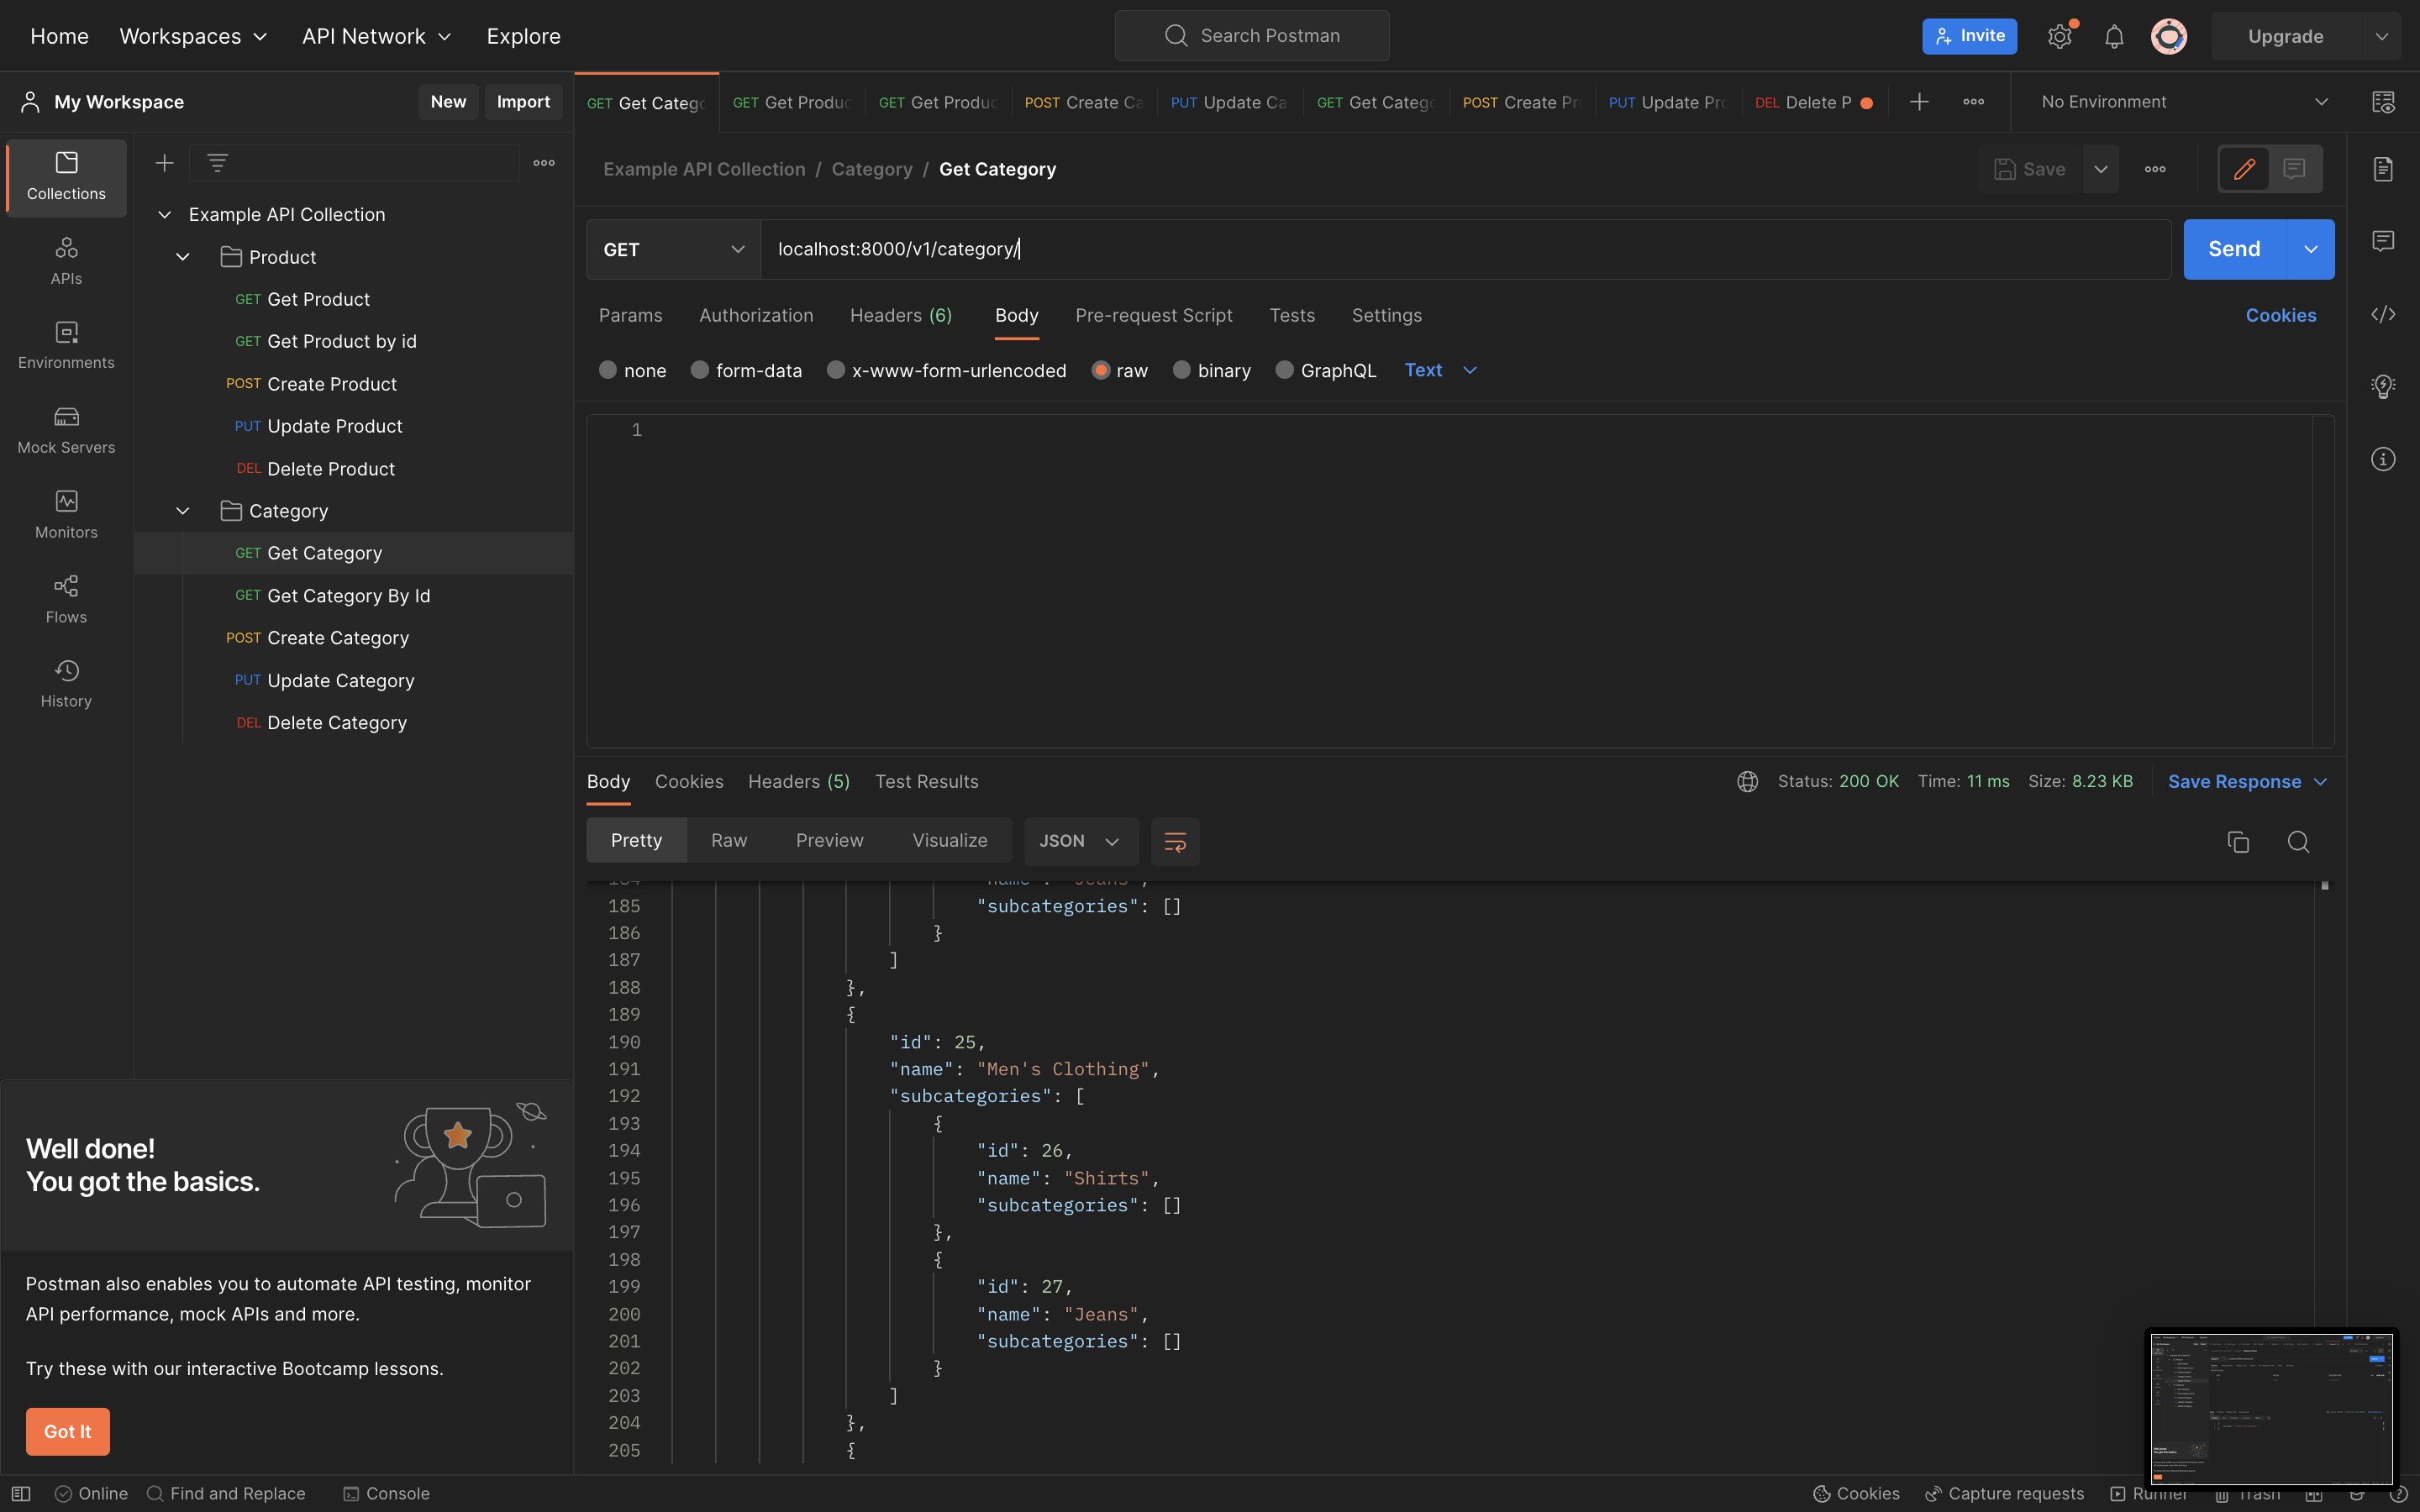 Home Workspaces API Network Explore Search Postman Invite Upgrade
My Workspace New Import
GET Get Catego GET Get Produc GET Get Produc POST Create Ca PUT Update Ca GET Get Catego POST Create Pr PUT Update Pro DEL Delete P No Environment
Collections
APIs
Environments
Mock Servers
Monitors
Flows
History
Example API Collection
Product
GET Get Product
GET Get Product by id
POST Create Product
PUT Update Product
DEL Delete Product
Category
GET Get Category
GET Get Category By Id
POST Create Category
PUT Update Category
DEL Delete Category
Well done!
You got the basics.
Postman also enables you to automate API testing, monitor
API performance, mock APIs and more.
Try these with our interactive Bootcamp lessons.
Got It
Example API Collection / Category / Get Category Save
GET localhost:8000/v1/category/ Send
Params Authorization Headers (6) Body Pre-request Script Tests Settings Cookies
none form-data x-www-form-urlencoded raw binary GraphQL Text
1
Body Cookies Headers (5) Test Results Status: 200 OK Time: 11 ms Size: 8.23 KB Save Response
Pretty Raw Preview Visualize JSON
185 "subcategories": []
186 }
187 ]
188 },
189 {
190 "id": 25,
191 "name": "Men's Clothing",
192 "subcategories": [
193 {
194 "id": 26,
195 "name": "Shirts",
196 "subcategories": []
197 },
198 {
199 "id": 27,
200 "name": "Jeans",
201 "subcategories": []
202 }
203 ]
204 },
205 {
Online Find and Replace Console Cookies Capture requests Runner Trash